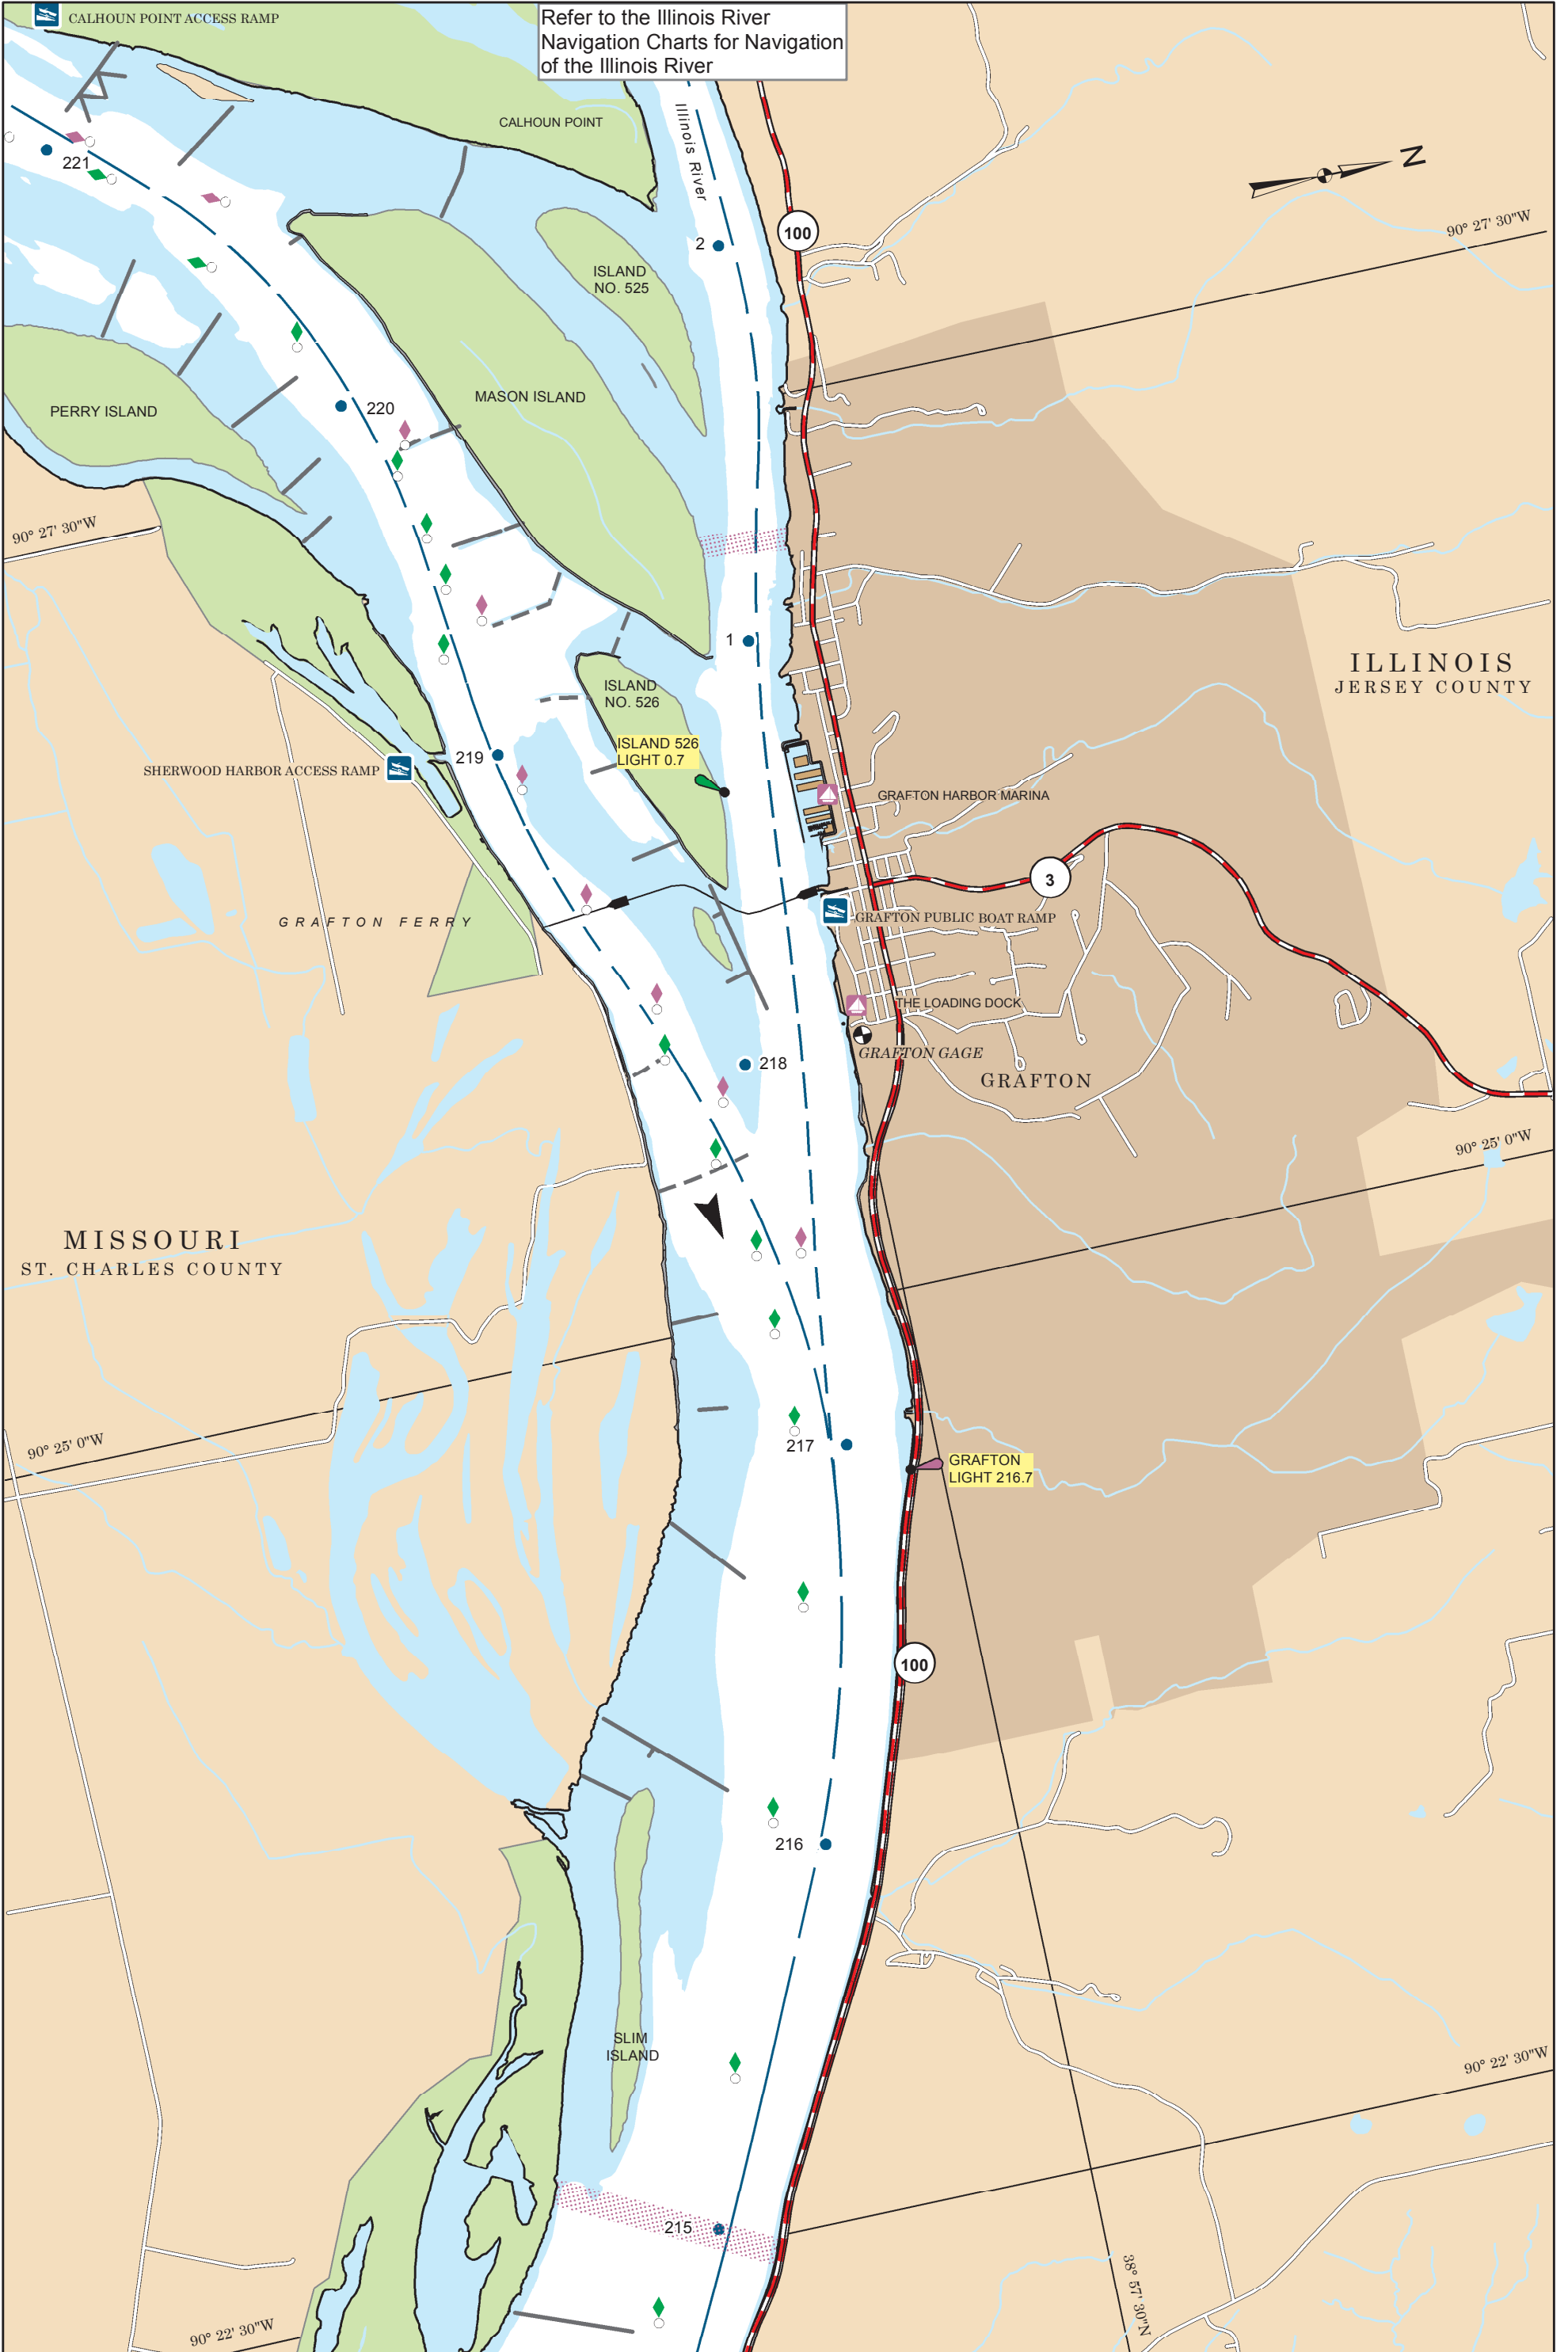 CALHOUN POINT ACCESS RAMP
Refer to the Illinois River
Navigation Charts for Navigation
of the Illinois River
CALHOUN POINT
Illinois River
221
N
90° 27' 30"W
100
2
ISLAND
NO. 525
MASON ISLAND
PERRY ISLAND
220
90° 27' 30"W
1
ILLINOIS
JERSEY COUNTY
ISLAND
NO. 526
ISLAND 526
LIGHT 0.7
219
SHERWOOD HARBOR ACCESS RAMP
GRAFTON HARBOR MARINA
3
GRAFTON FERRY
GRAFTON PUBLIC BOAT RAMP
THE LOADING DOCK
GRAFTON GAGE
218
GRAFTON
90° 25' 0"W
MISSOURI
ST. CHARLES COUNTY
90° 25' 0"W
217
GRAFTON
LIGHT 216.7
100
216
SLIM
ISLAND
90° 22' 30"W
215
38° 57' 30"N
90° 22' 30"W